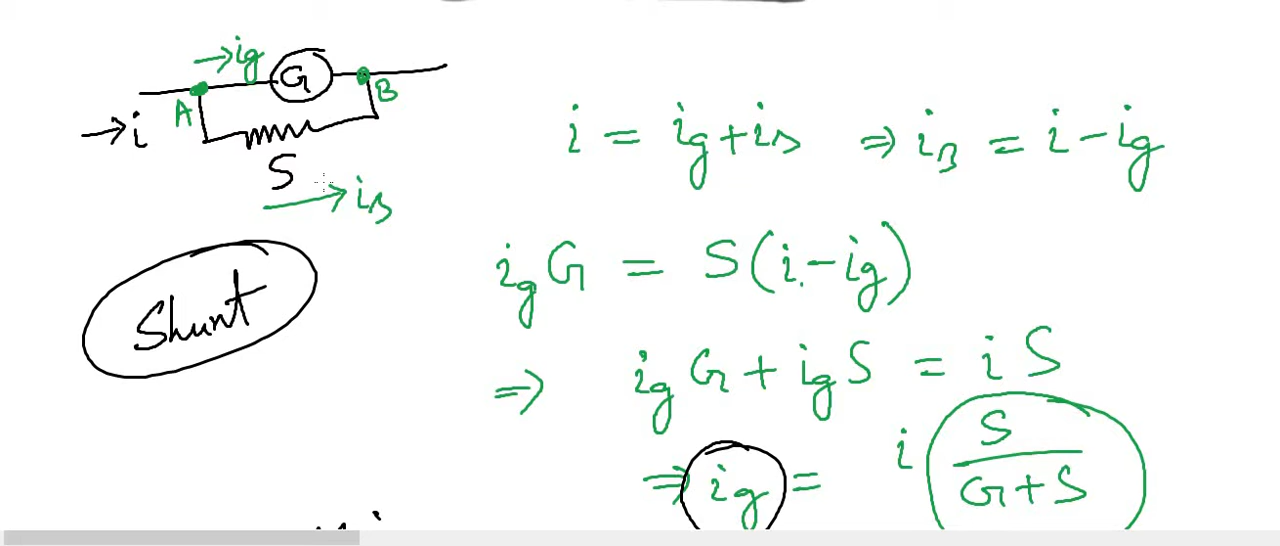 →ig
G
A
B
→i
S
→is
Shunt
i = ig+is ⇒ is = i-ig
igG = S(i-ig)
⇒ igG + igS = iS
⇒ ig = i S/(G+S)